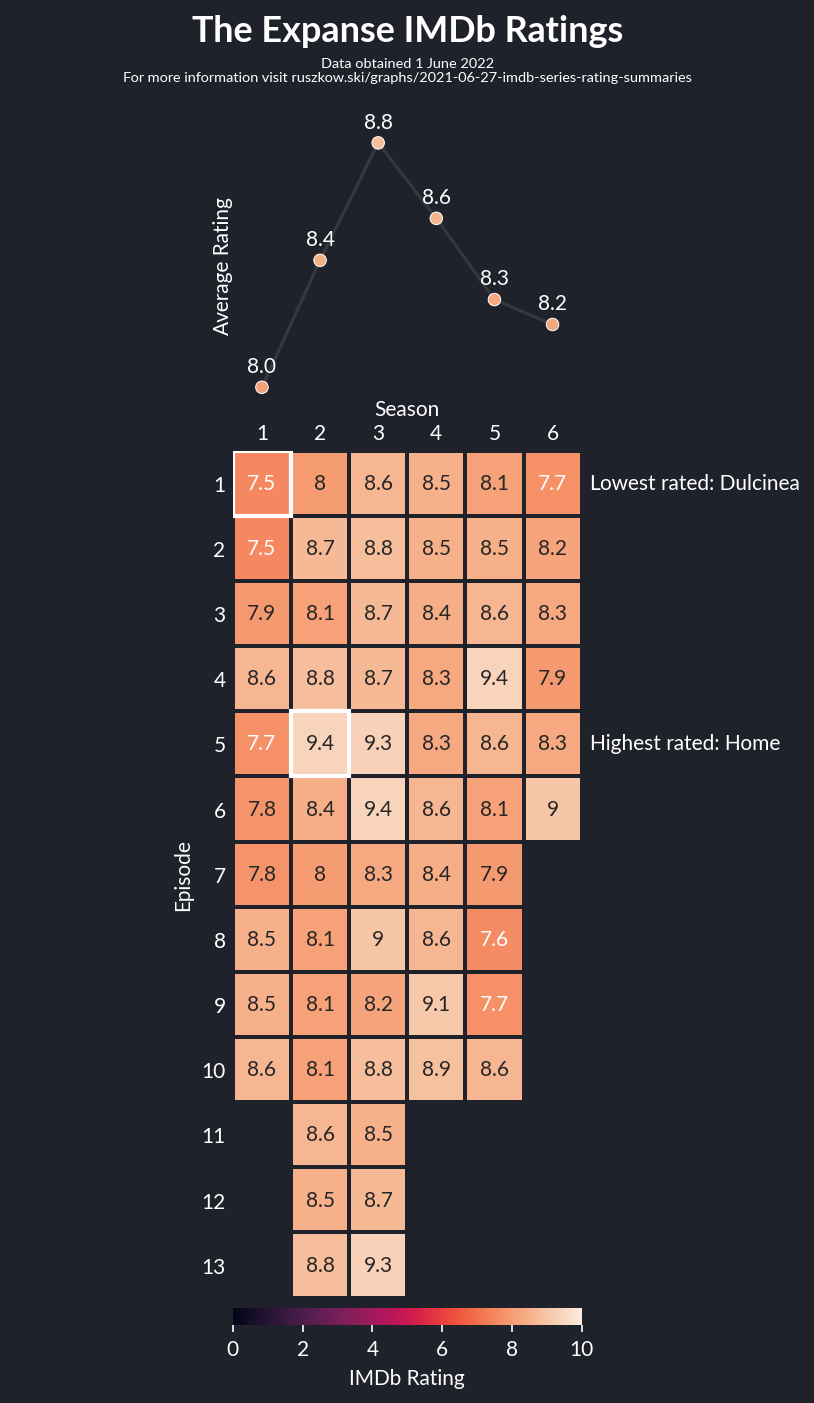 The Expanse IMDb Ratings
Data obtained 1 June 2022
For more information visit ruszkow.ski/graphs/2021-06-27-imdb-series-rating-summaries
8.8
8.6
8.4
8.3
8.2
8.0
Average Rating
Season
1 2 3 4 5 6
1 7.5 8 8.6 8.5 8.1 7.7 Lowest rated: Dulcinea
2 7.5 8.7 8.8 8.5 8.5 8.2
3 7.9 8.1 8.7 8.4 8.6 8.3
4 8.6 8.8 8.7 8.3 9.4 7.9
5 7.7 9.4 9.3 8.3 8.6 8.3 Highest rated: Home
6 7.8 8.4 9.4 8.6 8.1 9
Episode
7 7.8 8 8.3 8.4 7.9
8 8.5 8.1 9 8.6 7.6
9 8.5 8.1 8.2 9.1 7.7
10 8.6 8.1 8.8 8.9 8.6
11 8.6 8.5
12 8.5 8.7
13 8.8 9.3
0 2 4 6 8 10
IMDb Rating